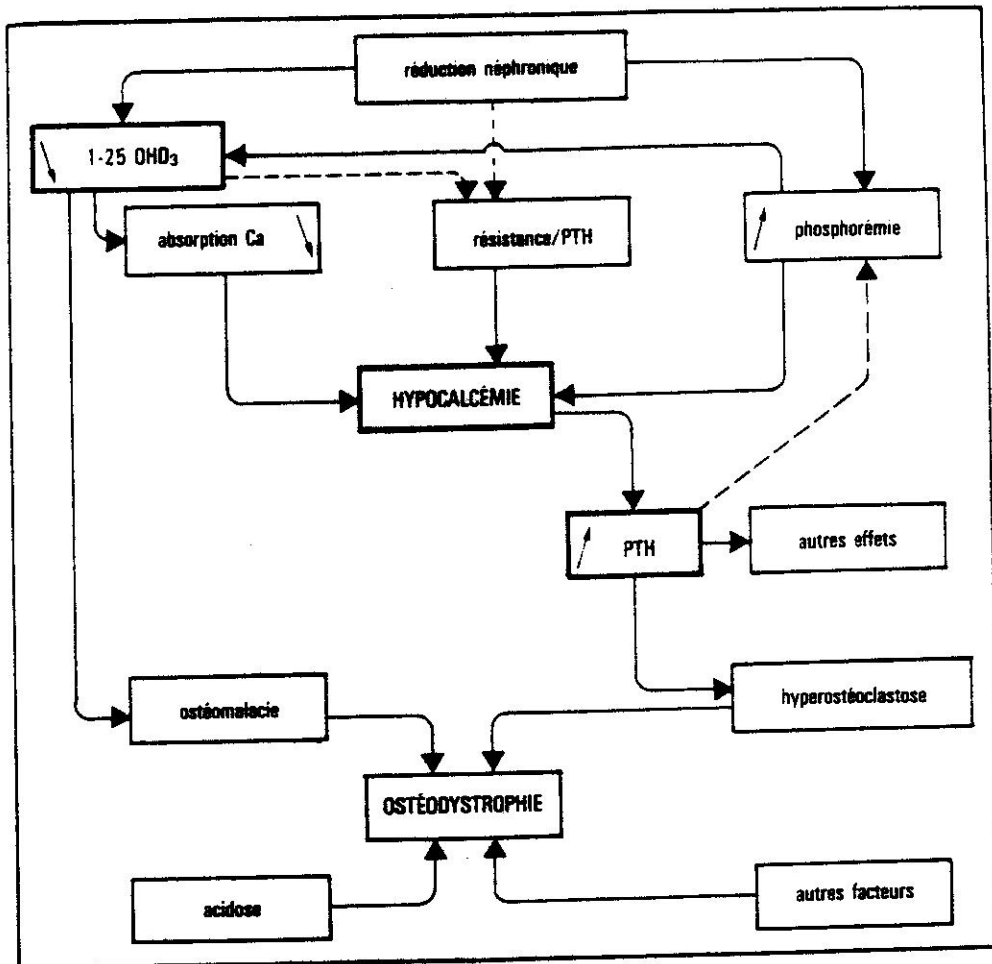 réduction néphronique
1-25 OHD₃
absorption Ca
résistance/PTH
phosphorémie
HYPOCALCÉMIE
PTH
autres effets
ostéomalacie
hyperostéoclastose
OSTÉODYSTROPHIE
acidose
autres facteurs